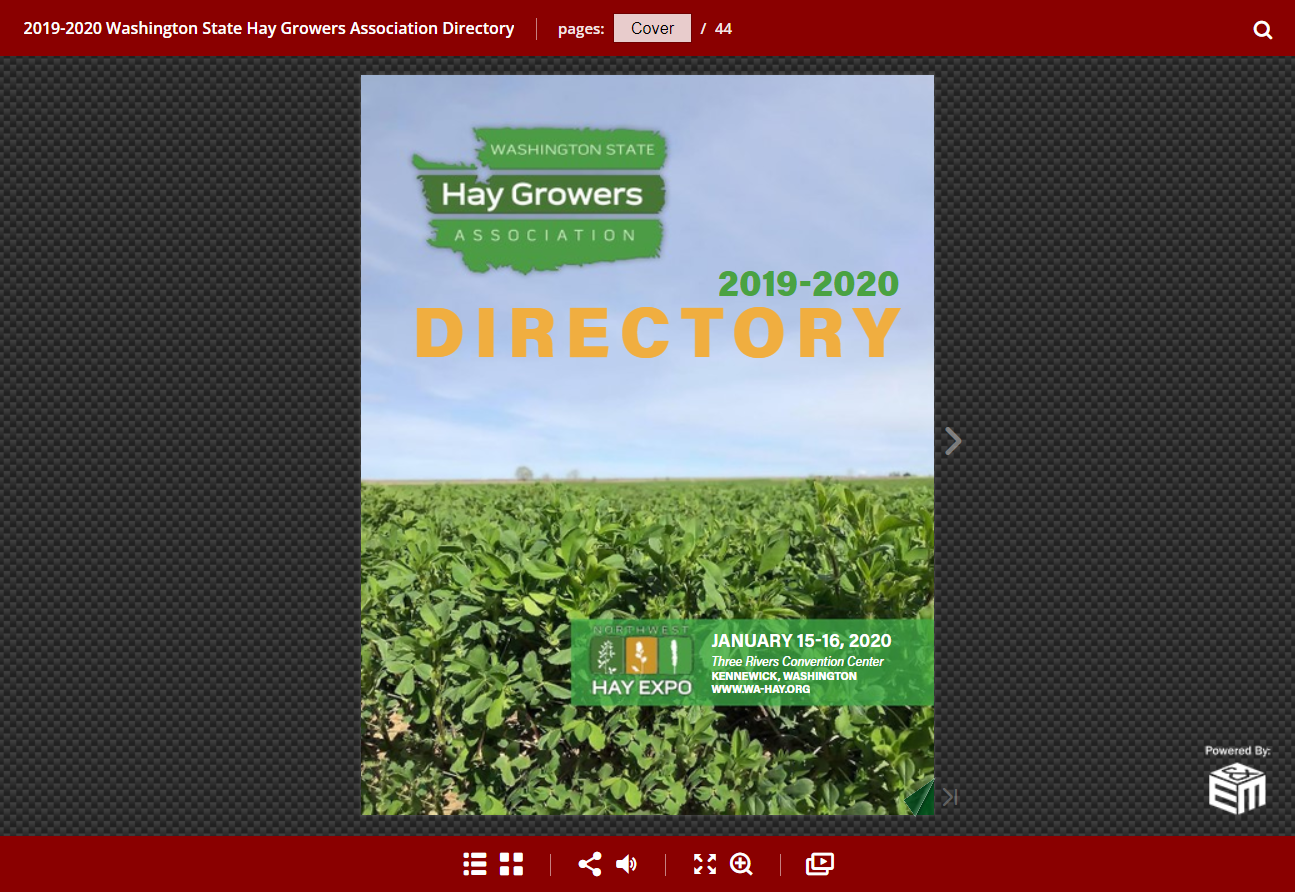 2019-2020 Washington State Hay Growers Association Directory
pages: Cover / 44
WASHINGTON STATE
Hay Growers
ASSOCIATION
2019-2020
DIRECTORY
NORTHWEST
HAY EXPO
JANUARY 15-16, 2020
Three Rivers Convention Center
KENNEWICK, WASHINGTON
WWW.WA-HAY.ORG
Powered By:
EM